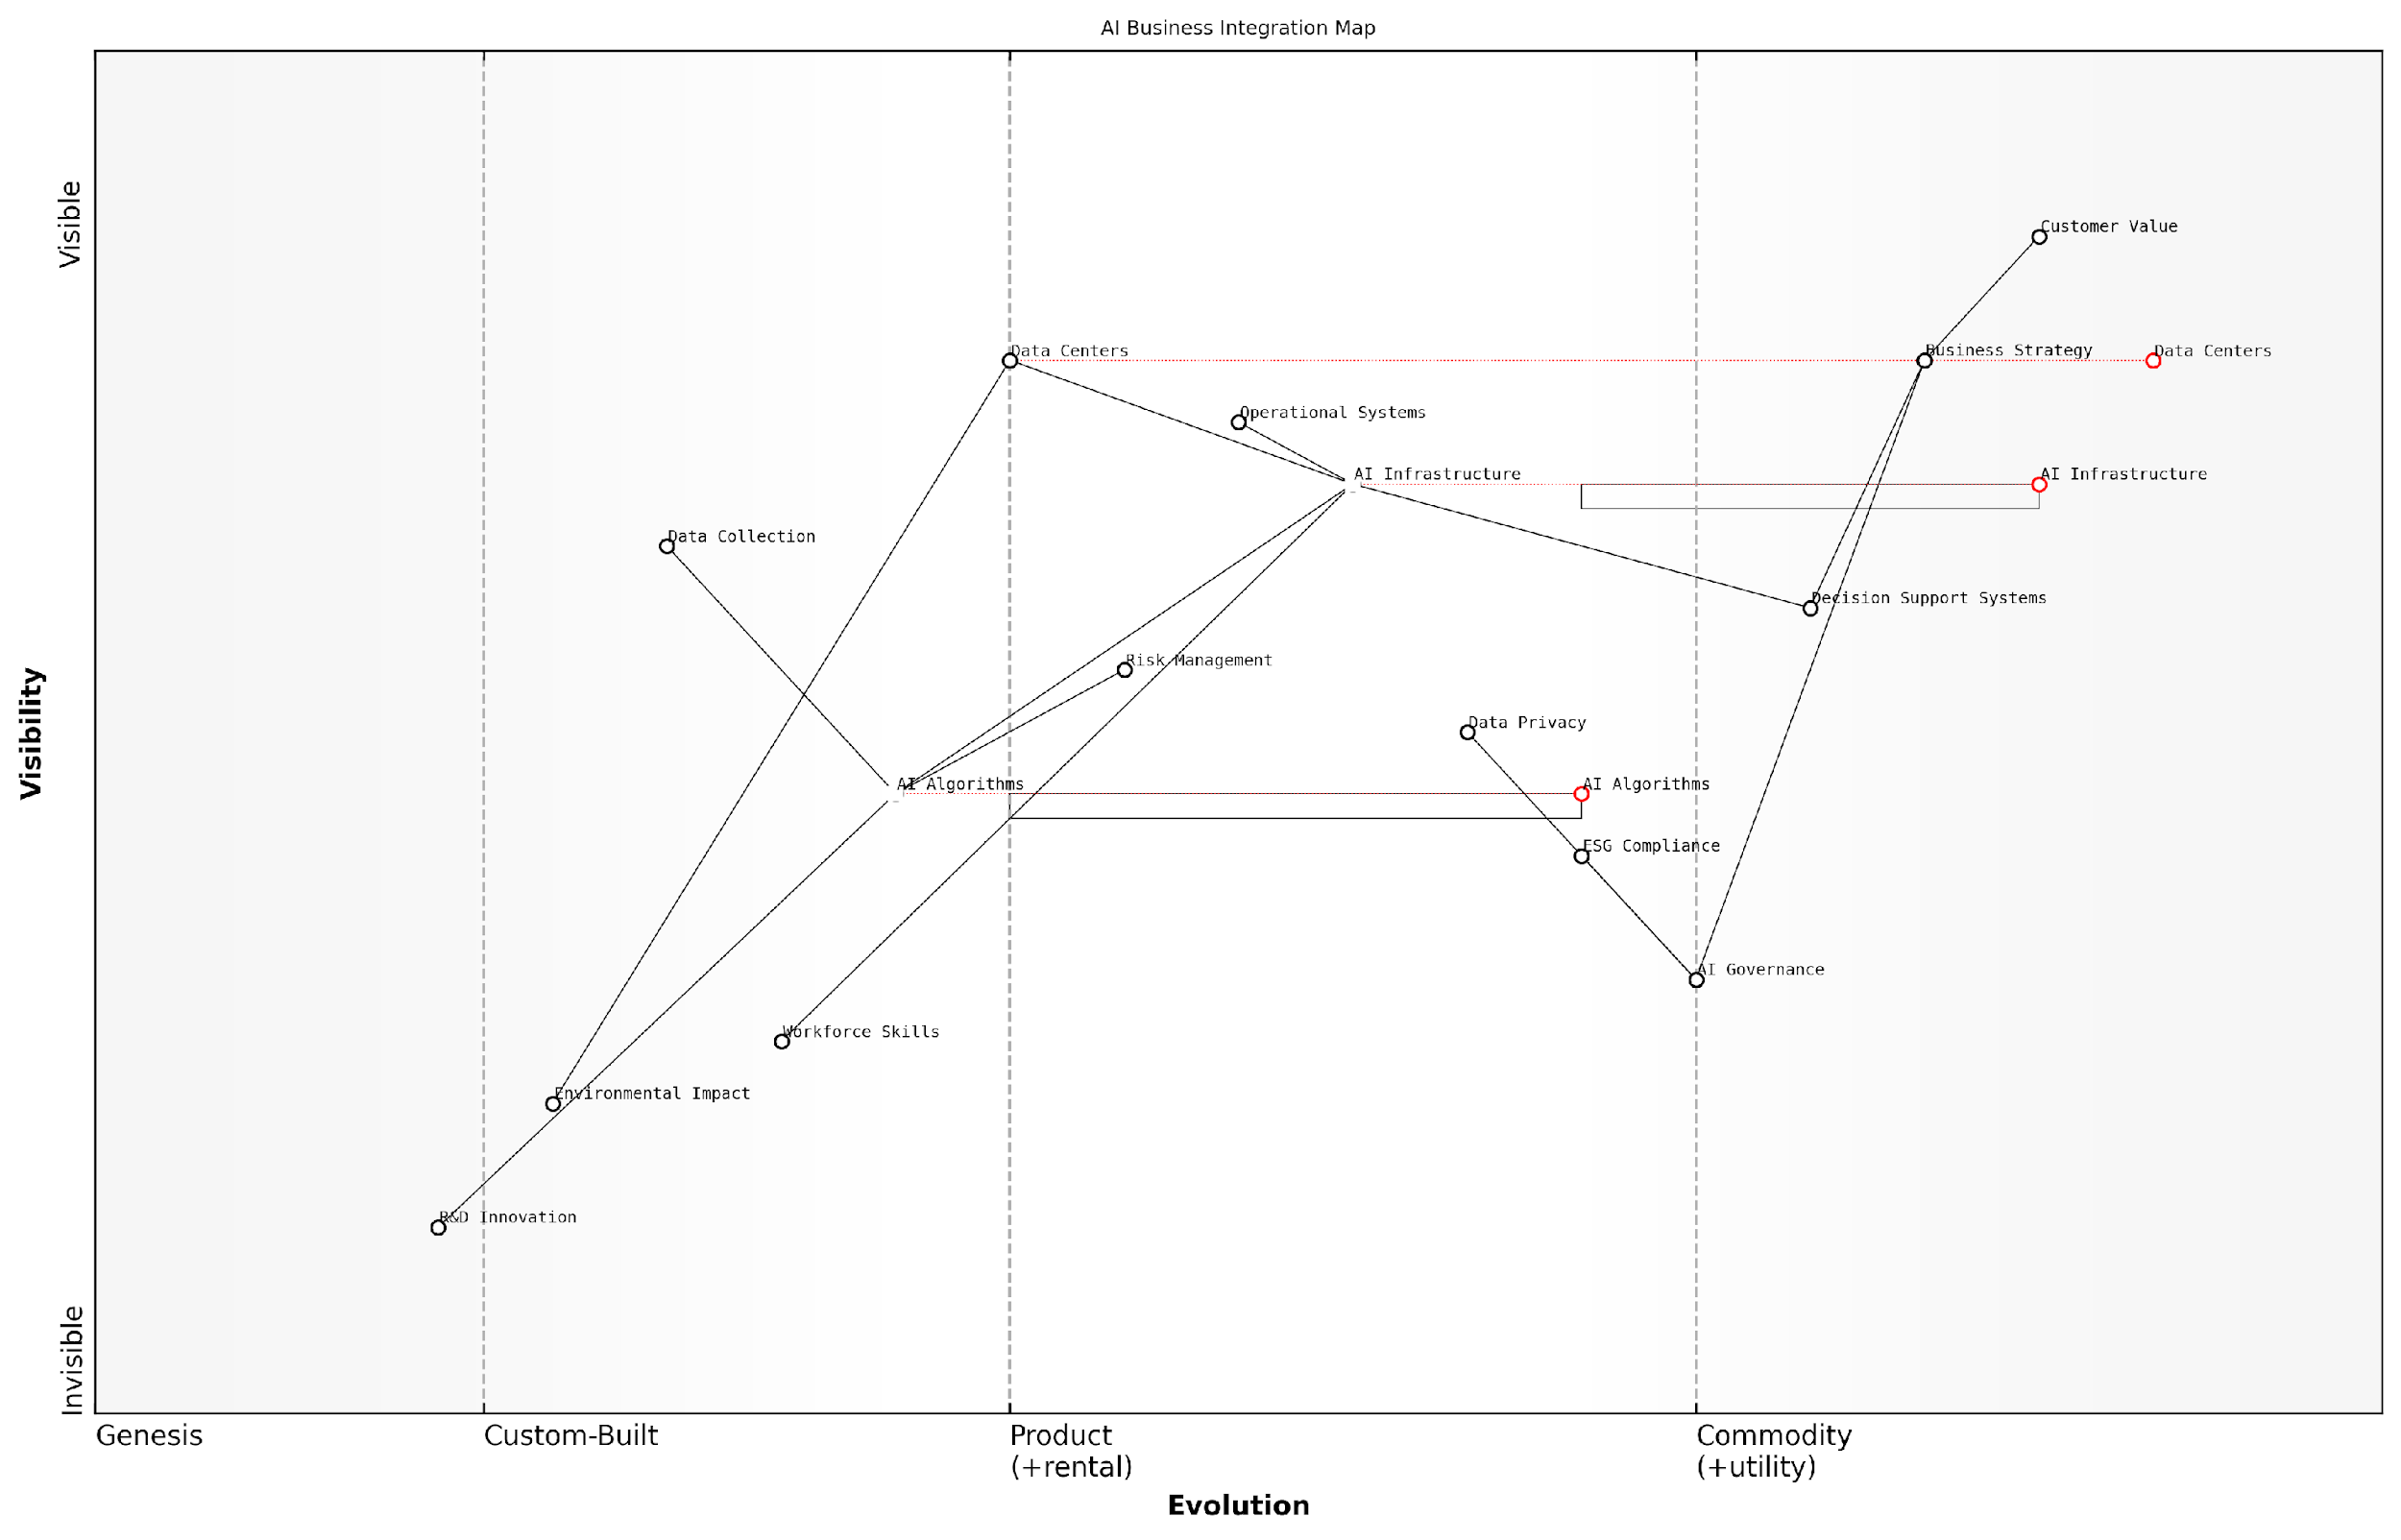 AI Business Integration Map
Visible
Customer Value
Data Centers
Business Strategy
Data Centers
Operational Systems
AI Infrastructure
AI Infrastructure
Data Collection
Decision Support Systems
Risk Management
Visibility
Data Privacy
AI Algorithms
AI Algorithms
ESG Compliance
AI Governance
Workforce Skills
Environmental Impact
R&D Innovation
Invisible
Genesis
Custom-Built
Product
(+rental)
Commodity
(+utility)
Evolution